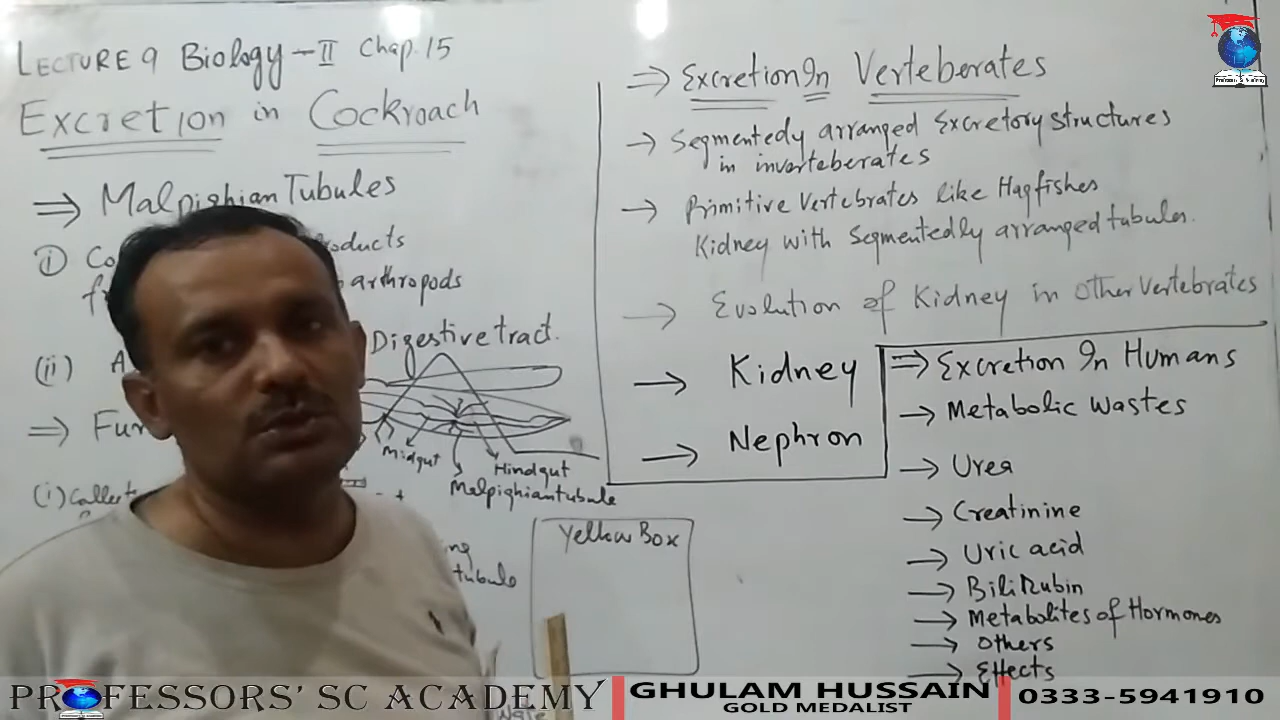 LECTURE 9 Biology-II Chap.15
Excretion in Cockroach
⇒ Malpighian Tubules
i) Co
products
arthropods
(ii) A
Digestive tract.
⇒ Fun
Midgut
Hindgut
Malpighian tubule
(i) Collect
tubule
Yellow Box
⇒ Excretion In Verteberates
→ Segmentedy arranged Excretory structures
in inverteberates
→ Primitive Vertebrates like Hagfishes
Kidney with segmentedly arranged tubules.
→ Evolution of Kidney in other vertebrates
→ Kidney
→ Nephron
⇒ Excretion In Humans
→ Metabolic wastes
→ Urea
→ Creatinine
→ Uric acid
→ BiliRubin
→ Metabolites of Hormones
→ Others
→ Effects
PROFESSORS' SC ACADEMY
GHULAM HUSSAIN
GOLD MEDALIST
0333-5941910